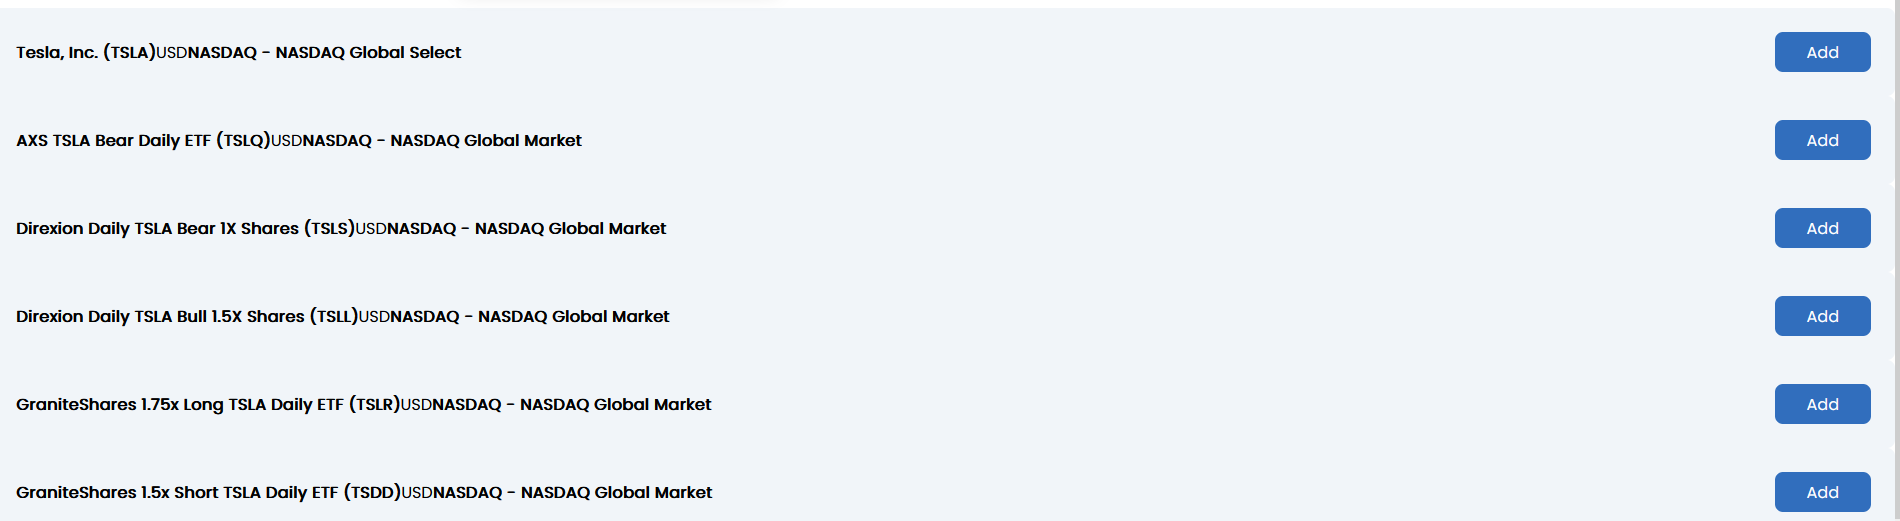 Tesla, Inc. (TSLA)USDNASDAQ - NASDAQ Global Select Add
AXS TSLA Bear Daily ETF (TSLQ)USDNASDAQ - NASDAQ Global Market Add
Direxion Daily TSLA Bear 1X Shares (TSLS)USDNASDAQ - NASDAQ Global Market Add
Direxion Daily TSLA Bull 1.5X Shares (TSLL)USDNASDAQ - NASDAQ Global Market Add
GraniteShares 1.75x Long TSLA Daily ETF (TSLR)USDNASDAQ - NASDAQ Global Market Add
GraniteShares 1.5x Short TSLA Daily ETF (TSDD)USDNASDAQ - NASDAQ Global Market Add